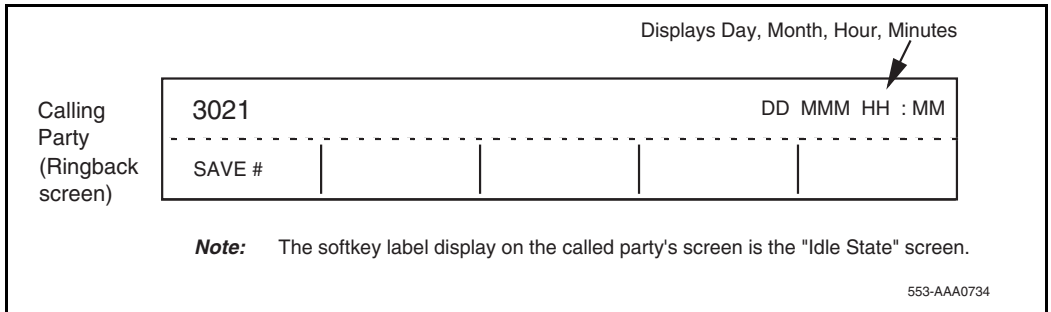 Displays Day, Month, Hour, Minutes
Calling
Party
(Ringback
screen)
3021 DD MMM HH : MM
SAVE #
Note: The softkey label display on the called party's screen is the "Idle State" screen.
553-AAA0734